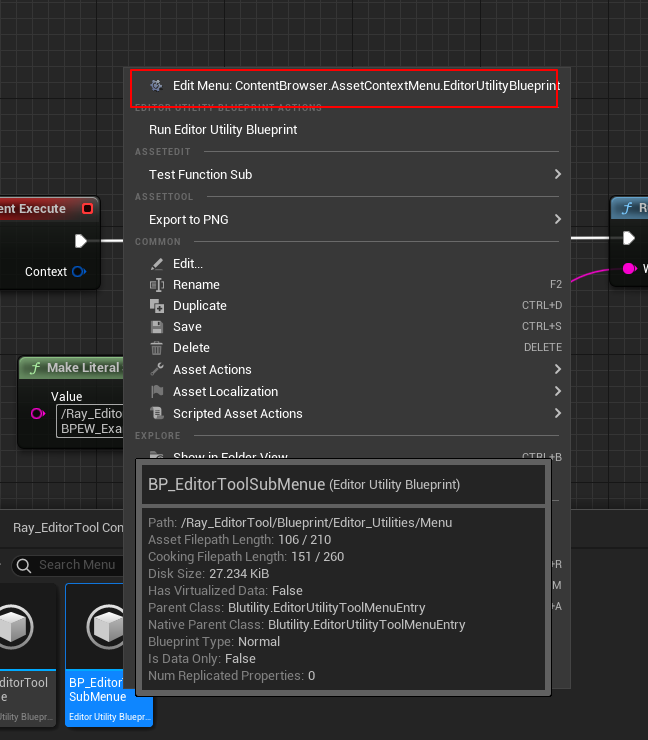 Edit Menu: ContentBrowser.AssetContextMenu.EditorUtilityBlueprint
EDITOR UTILITY BLUEPRINT ACTIONS
Run Editor Utility Blueprint
ASSETEDIT
Test Function Sub
ASSETTOOL
ent Execute
Export to PNG
COMMON
Edit...
Context
Rename F2
Duplicate CTRL+D
Save CTRL+S
Delete DELETE
Make Literal
Asset Actions
Value
Asset Localization
/Ray_Edito
Scripted Asset Actions
BPEW_Exa
EXPLORE
Show in Folder View CTRL+B
BP_EditorToolSubMenue (Editor Utility Blueprint)
Path: /Ray_EditorTool/Blueprint/Editor_Utilities/Menu
Asset Filepath Length: 106 / 210
Cooking Filepath Length: 151 / 260
Disk Size: 27.234 KiB
Has Virtualized Data: False
Parent Class: Blutility.EditorUtilityToolMenuEntry
Native Parent Class: Blutility.EditorUtilityToolMenuEntry
Blueprint Type: Normal
Is Data Only: False
Num Replicated Properties: 0
Ray_EditorTool Con
Search Menu
+R
M
+A
ditorTool
e
Utility Bluepr...
BP_Editor
SubMenue
Editor Utility Bluepr...